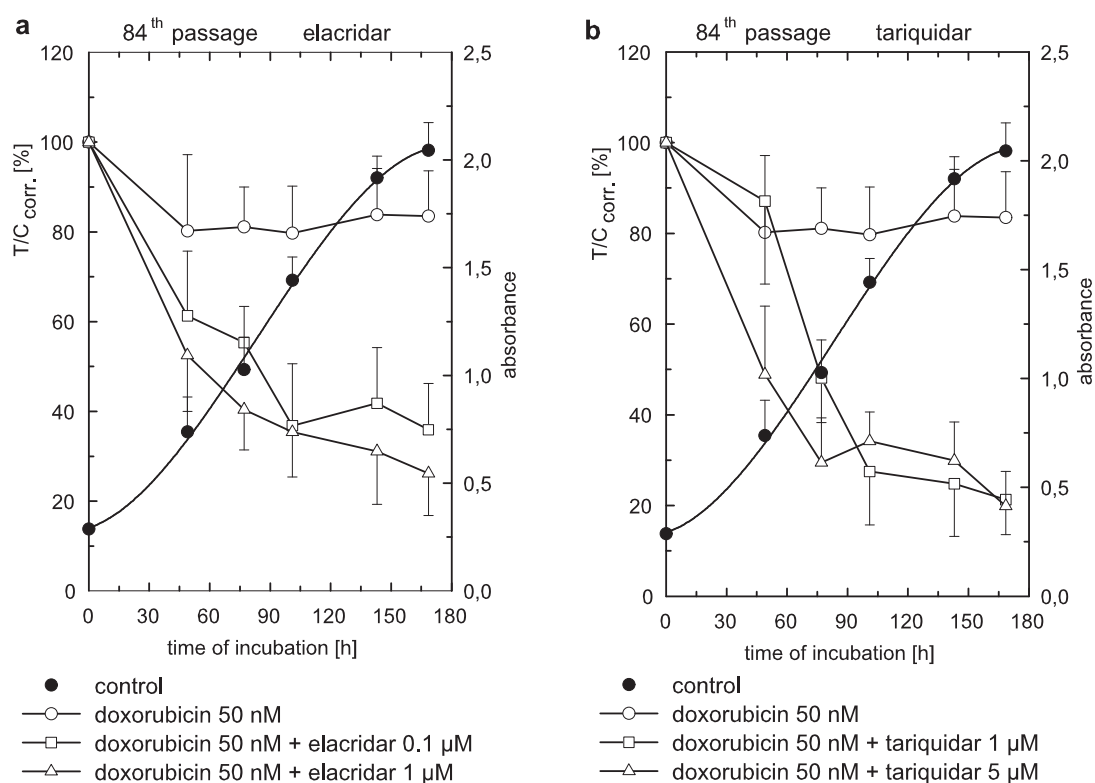 a
84th passage elacridar
120
100
80
60
40
20
0
T/C corr. [%]
2,5
2,0
1,5
1,0
0,5
0,0
absorbance
0 30 60 90 120 150 180
time of incubation [h]
control
doxorubicin 50 nM
doxorubicin 50 nM + elacridar 0.1 µM
doxorubicin 50 nM + elacridar 1 µM
b
84th passage tariquidar
120
100
80
60
40
20
0
T/C corr. [%]
2,5
2,0
1,5
1,0
0,5
0,0
absorbance
0 30 60 90 120 150 180
time of incubation [h]
control
doxorubicin 50 nM
doxorubicin 50 nM + tariquidar 1 µM
doxorubicin 50 nM + tariquidar 5 µM